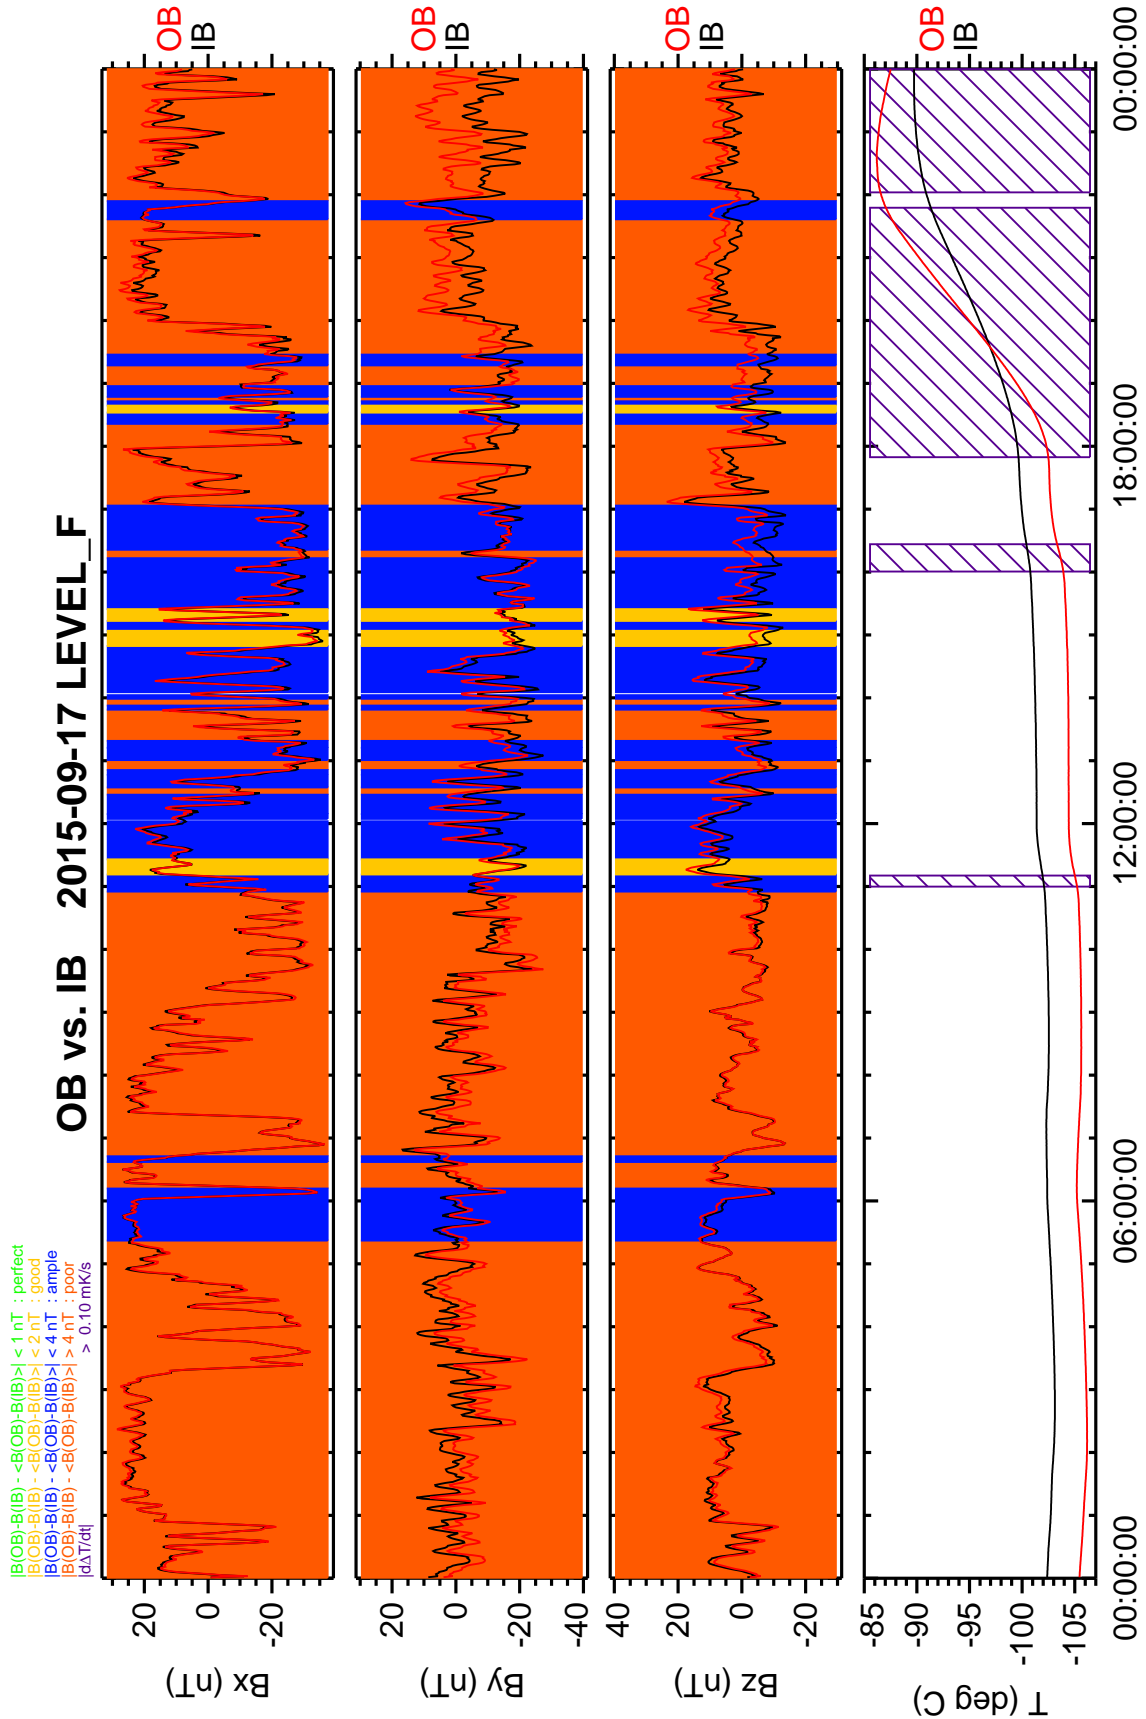 OB vs. IB 2015-09-17 LEVEL_F
|B(OB)-B(IB) - <B(OB)-B(IB)>| < 1 nT : perfect
|B(OB)-B(IB) - <B(OB)-B(IB)>| < 2 nT : good
|B(OB)-B(IB) - <B(OB)-B(IB)>| < 4 nT : ample
|B(OB)-B(IB) - <B(OB)-B(IB)>| > 4 nT : poor
|dΔT/dt| > 0.10 mK/s
Bx (nT)
20
0
-20
OB
IB
By (nT)
20
0
-20
-40
OB
IB
Bz (nT)
40
20
0
-20
OB
IB
T (deg C)
-85
-90
-95
-100
-105
OB
IB
00:00:00 06:00:00 12:00:00 18:00:00 00:00:00